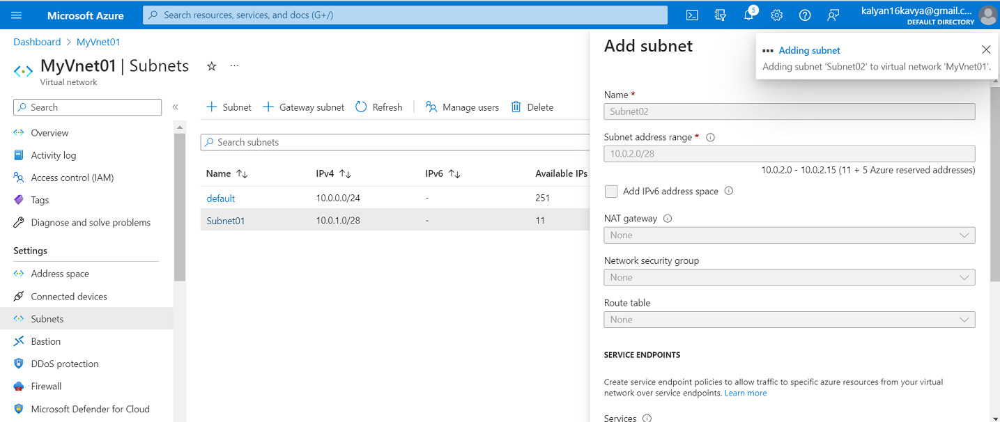 Microsoft Azure
Search resources, services, and docs (G+/)
5
kalyan16kavya@gmail.c...
DEFAULT DIRECTORY
Dashboard > MyVnet01
MyVnet01 | Subnets
Virtual network
Search
Overview
Activity log
Access control (IAM)
Tags
Diagnose and solve problems
Settings
Address space
Connected devices
Subnets
Bastion
DDoS protection
Firewall
Microsoft Defender for Cloud
+ Subnet + Gateway subnet Refresh Manage users Delete
Search subnets
Name IPv4 IPv6 Available IPs
default 10.0.0.0/24 - 251
Subnet01 10.0.1.0/28 - 11
Add subnet
Adding subnet
Adding subnet 'Subnet02' to virtual network 'MyVnet01'.
Name *
Subnet02
Subnet address range *
10.0.2.0/28
10.0.2.0 - 10.0.2.15 (11 + 5 Azure reserved addresses)
Add IPv6 address space
NAT gateway
None
Network security group
None
Route table
None
SERVICE ENDPOINTS
Create service endpoint policies to allow traffic to specific azure resources from your virtual
network over service endpoints. Learn more
Services